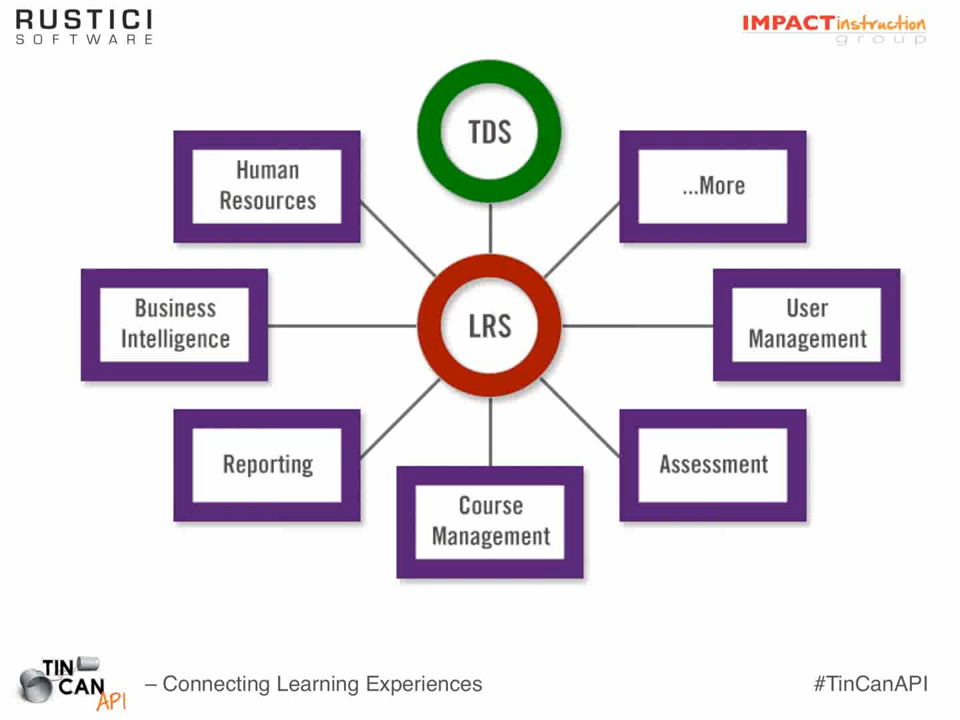 RUSTICI
SOFTWARE
IMPACTinstruction
group
TDS
Human
Resources
...More
Business
Intelligence
LRS
User
Management
Reporting
Assessment
Course
Management
TIN
CAN
API
– Connecting Learning Experiences
#TinCanAPI